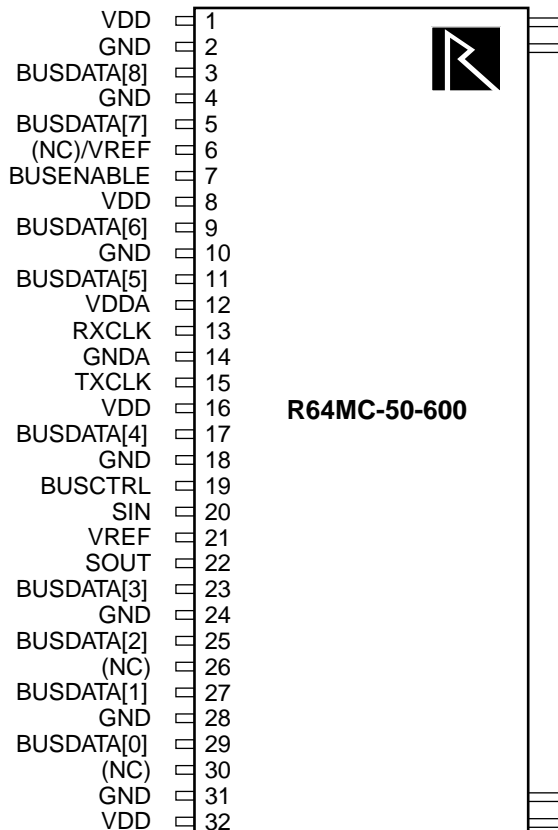 VDD 1
GND 2
BUSDATA[8] 3
GND 4
BUSDATA[7] 5
(NC)/VREF 6
BUSENABLE 7
VDD 8
BUSDATA[6] 9
GND 10
BUSDATA[5] 11
VDDA 12
RXCLK 13
GNDA 14
TXCLK 15
VDD 16
R64MC-50-600
BUSDATA[4] 17
GND 18
BUSCTRL 19
SIN 20
VREF 21
SOUT 22
BUSDATA[3] 23
GND 24
BUSDATA[2] 25
(NC) 26
BUSDATA[1] 27
GND 28
BUSDATA[0] 29
(NC) 30
GND 31
VDD 32